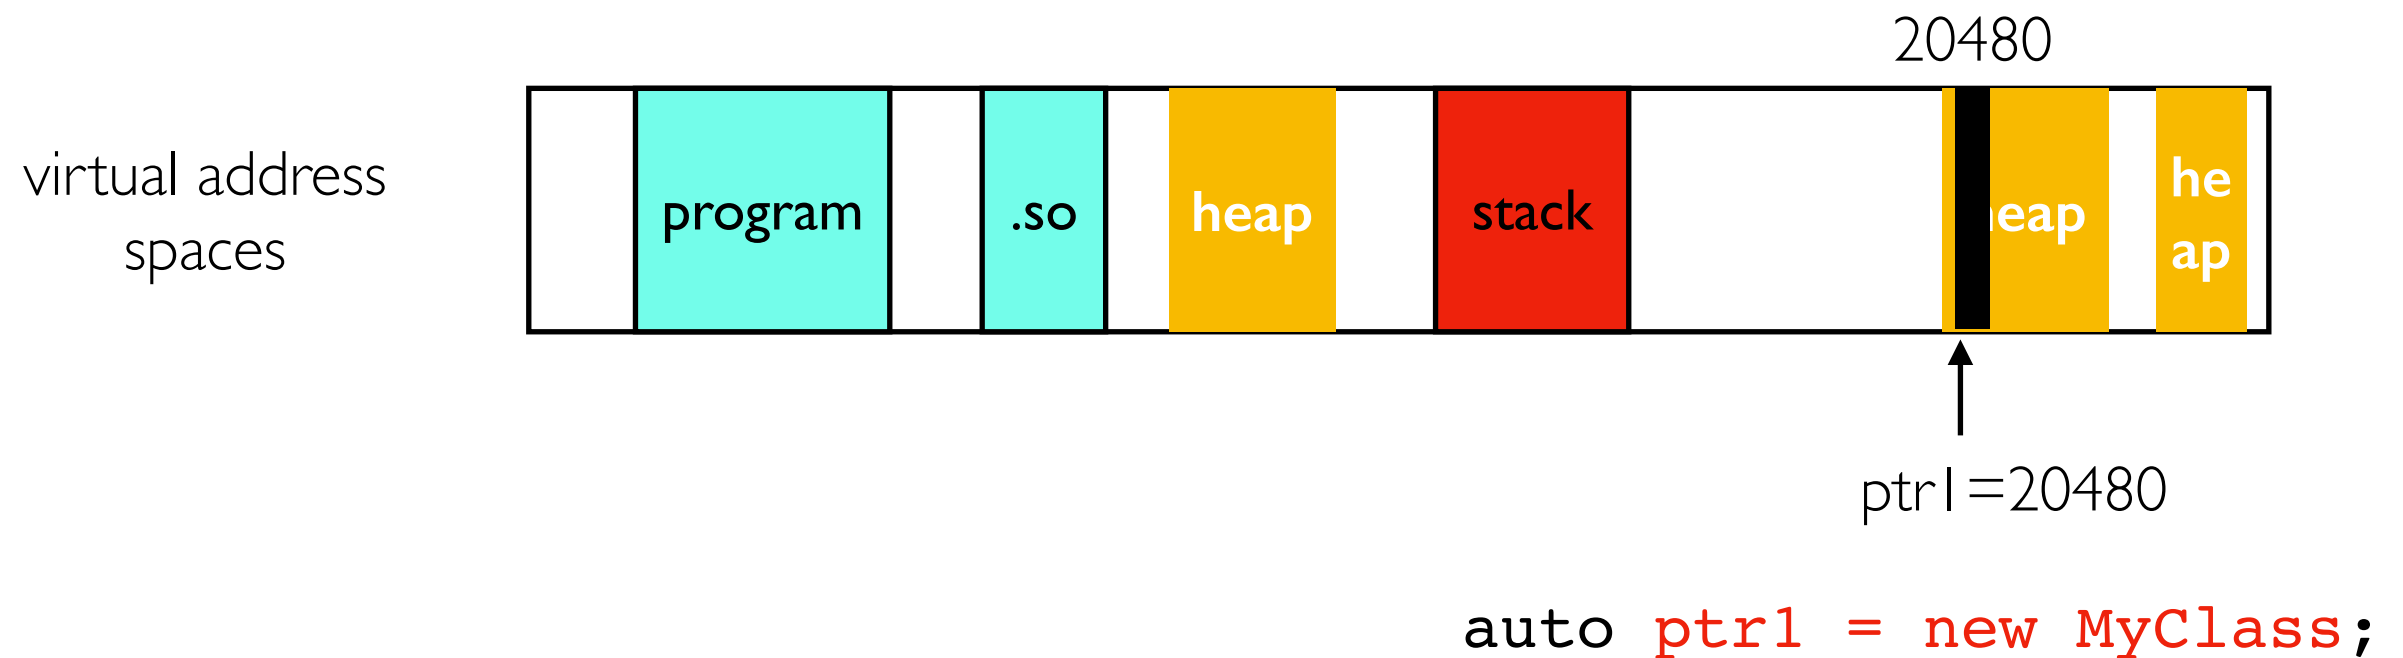 20480
virtual address
spaces
program
.so
heap
stack
eap
he
ap
ptr1=20480
auto ptr1 = new MyClass;